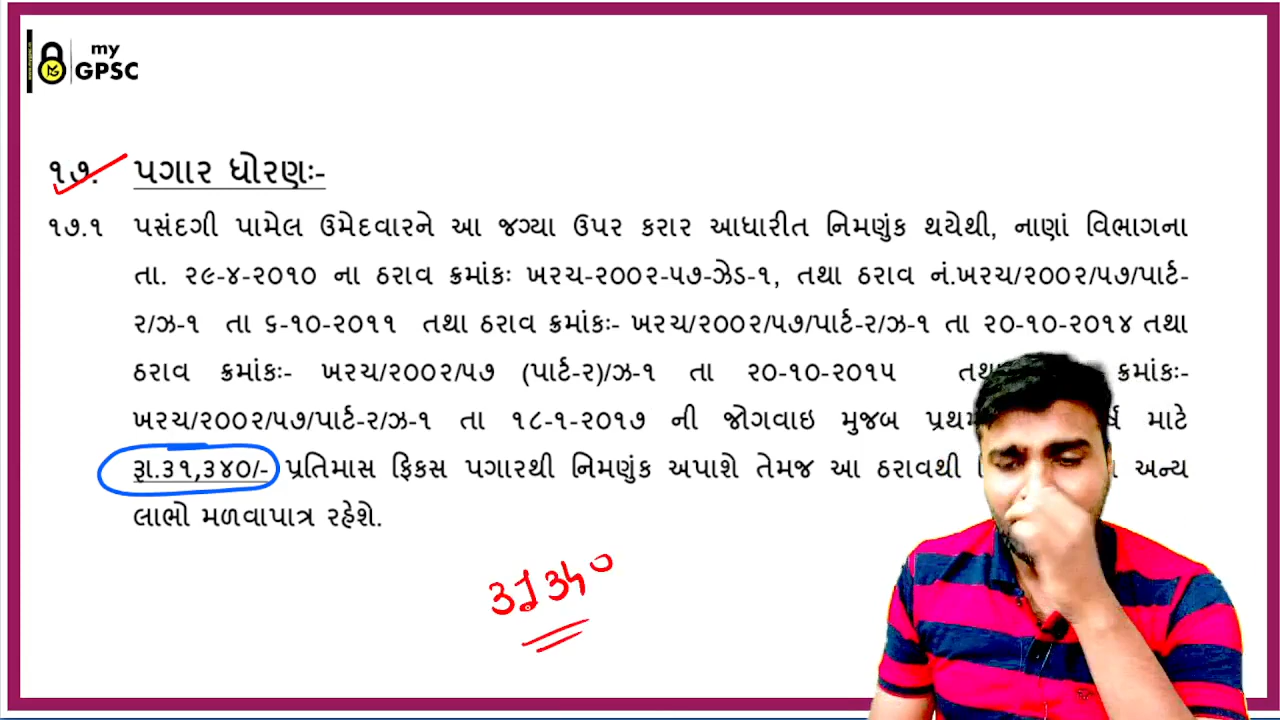 my
GPSC
૧૭. પગાર ધોરણઃ-
૧૭.૧ પસંદગી પામેલ ઉમેદવારને આ જગ્યા ઉપર કરાર આધારીત નિમણુંક થયેથી, નાણાં વિભાગના
તા. ૨૯-૪-૨૦૧૦ ના ઠરાવ ક્રમાંકઃ ખરચ-૨૦૦૨-૫૭-ઝેડ-૧, તથા ઠરાવ નં.ખરચ/૨૦૦૨/૫૭/પાર્ટ-
૨/ઝ-૧ તા ૬-૧૦-૨૦૧૧ તથા ઠરાવ ક્રમાંકઃ- ખરચ/૨૦૦૨/૫૭/પાર્ટ-૨/ઝ-૧ તા ૨૦-૧૦-૨૦૧૪ તથા
ઠરાવ ક્રમાંકઃ- ખરચ/૨૦૦૨/૫૭ (પાર્ટ-૨)/ઝ-૧ તા ૨૦-૧૦-૨૦૧૫ ક્રમાંકઃ-
ખરચ/૨૦૦૨/૫૭/પાર્ટ-૨/ઝ-૧ તા ૧૮-૧-૨૦૧૭ ની જોગવાઇ મુજબ માટે
રૂા.૩૧,૩૪૦/- પ્રતિમાસ ફિકસ પગારથી નિમણુંક અપાશે તેમજ આ ઠરાવથી અન્ય
લાભો મળવાપાત્ર રહેશે.
૩૧૩૪૦